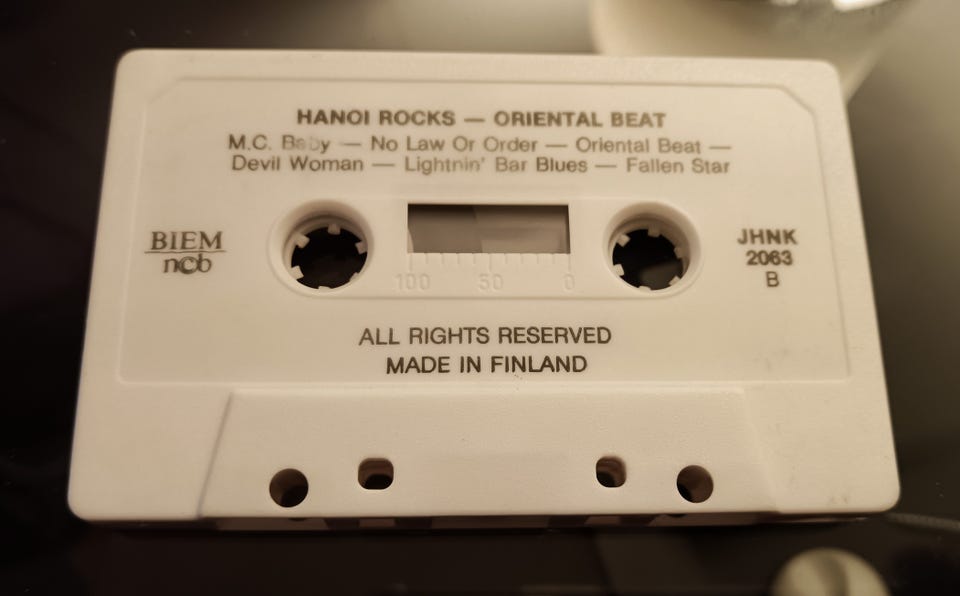 HANOI ROCKS — ORIENTAL BEAT
M.C. Baby — No Law Or Order — Oriental Beat —
Devil Woman — Lightnin' Bar Blues — Fallen Star
BIEM
ncb
JHNK
2063
B
100 50 0
ALL RIGHTS RESERVED
MADE IN FINLAND